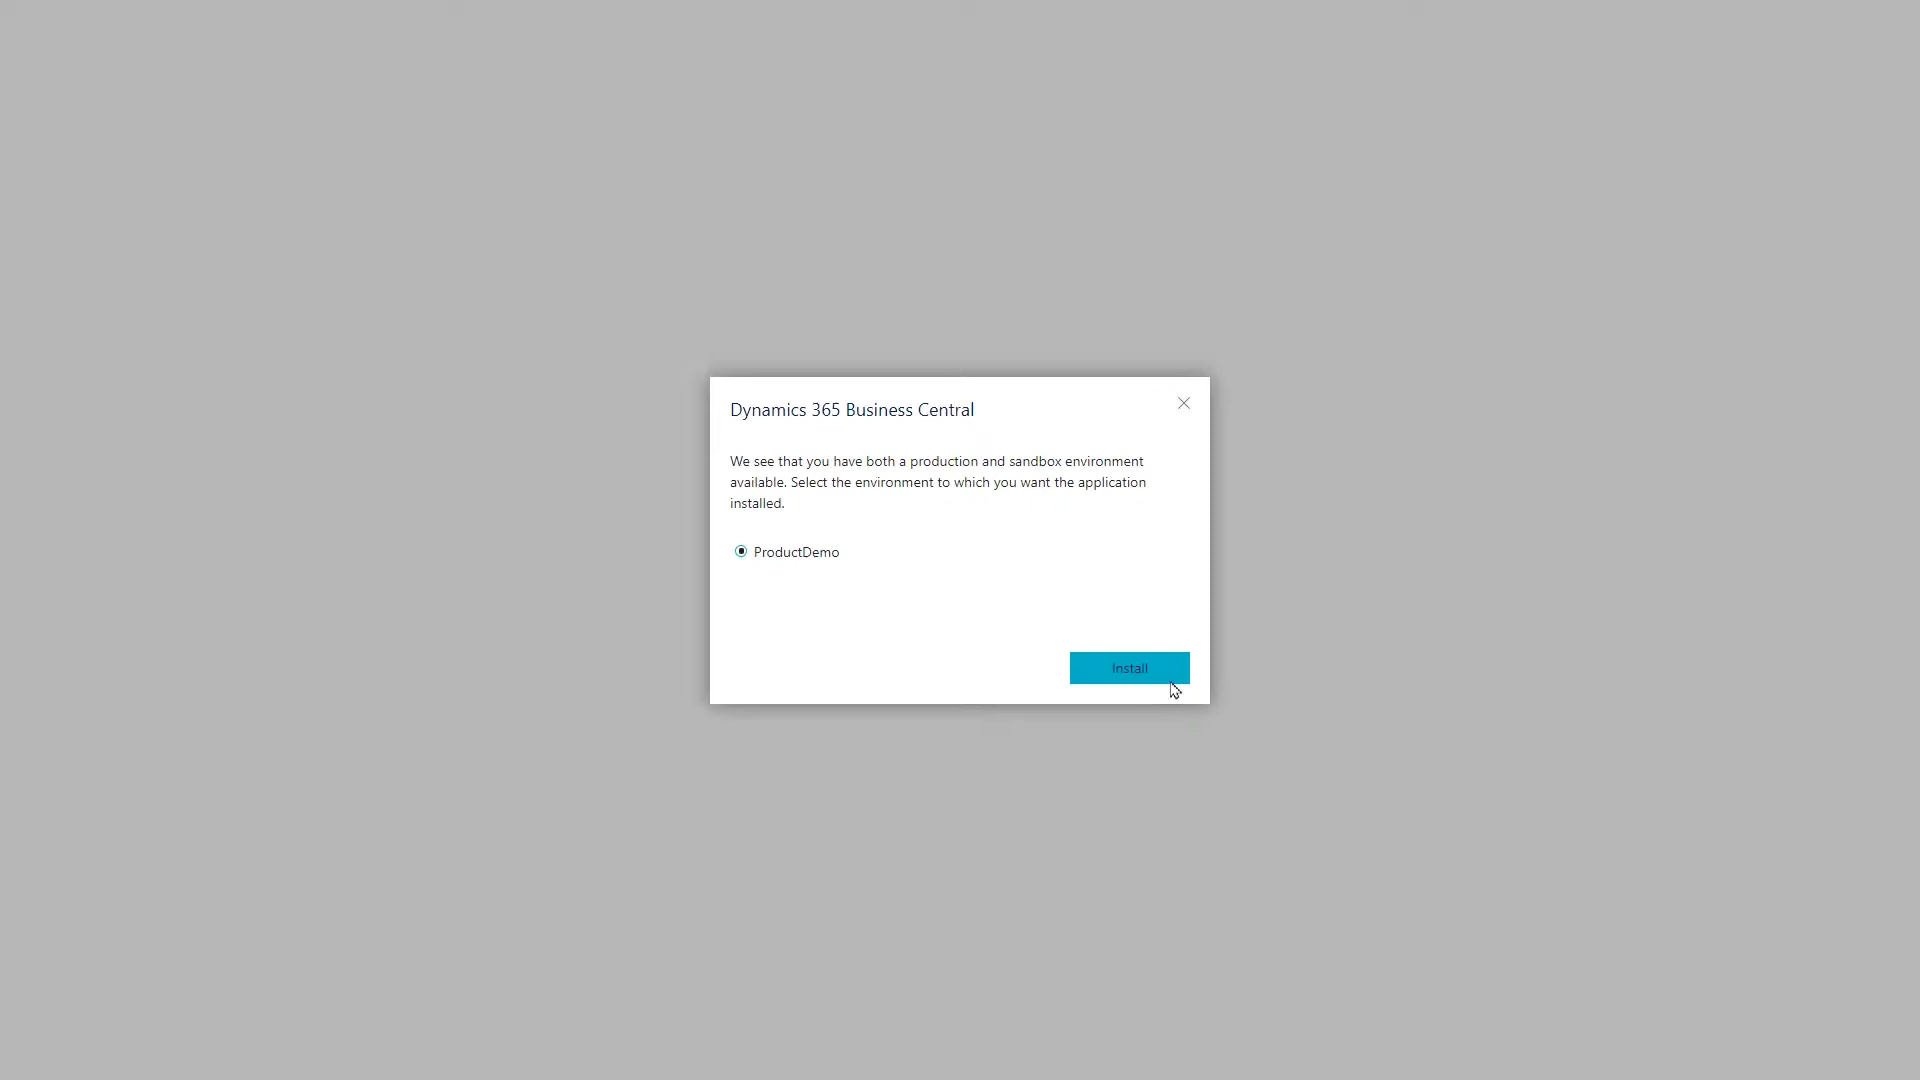 Dynamics 365 Business Central
We see that you have both a production and sandbox environment
available. Select the environment to which you want the application
installed.
ProductDemo
Install